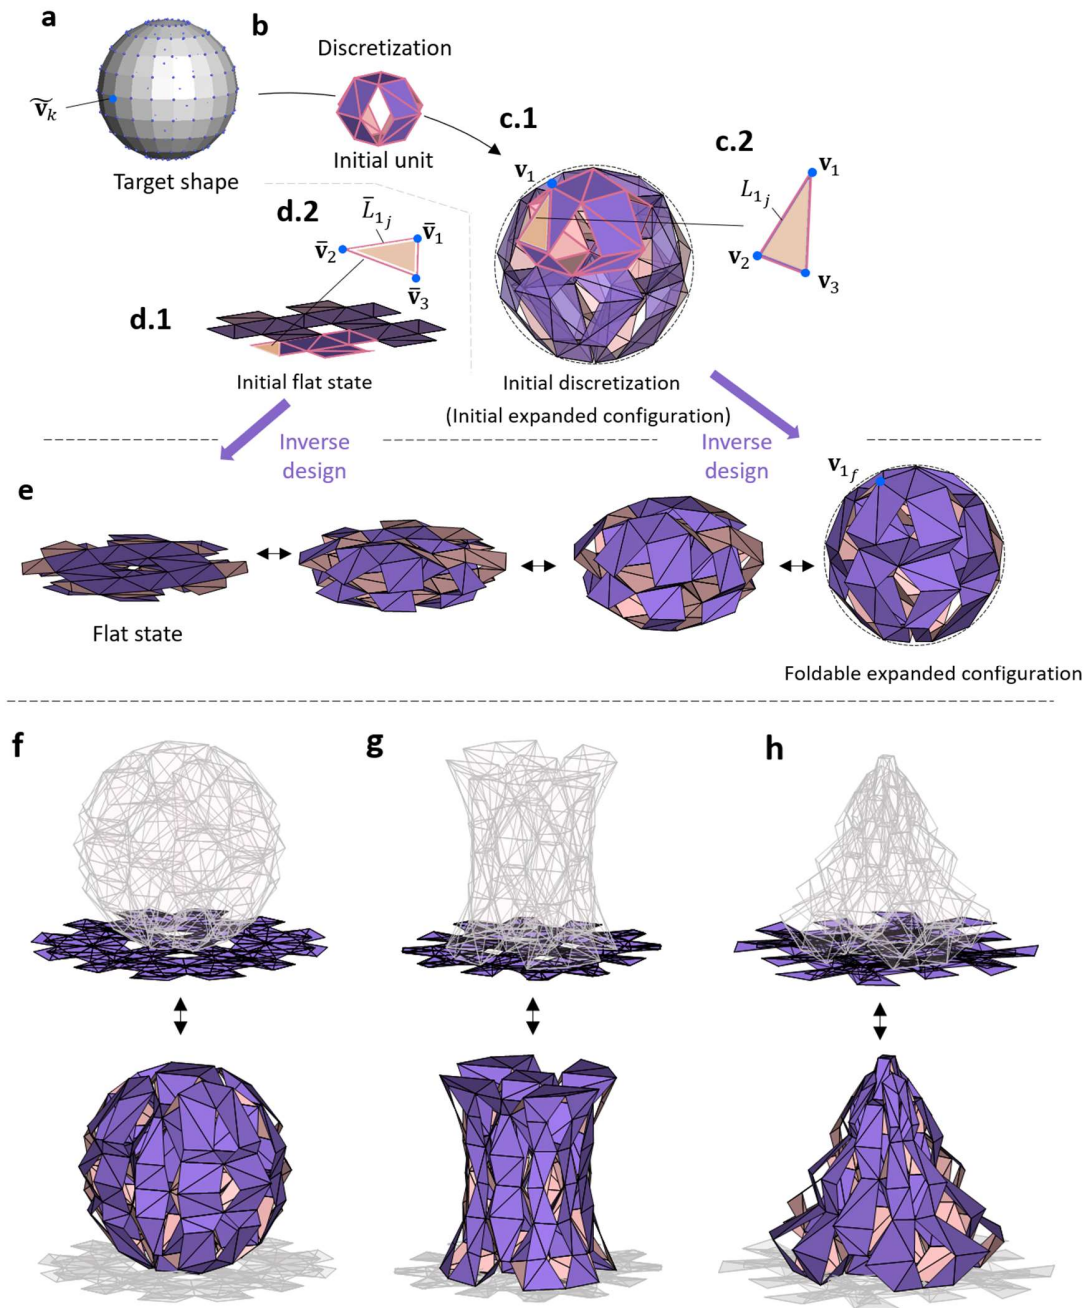 a
b
Discretization
ṽₖ
Initial unit
Target shape
c.1
v₁
c.2
v₁
L₁ⱼ
v₂
v₃
d.2
L̄₁ⱼ
v̄₁
v̄₂
v̄₃
d.1
Initial flat state
Initial discretization
(Initial expanded configuration)
Inverse
design
Inverse
design
e
v₁f
Flat state
Foldable expanded configuration
f
g
h